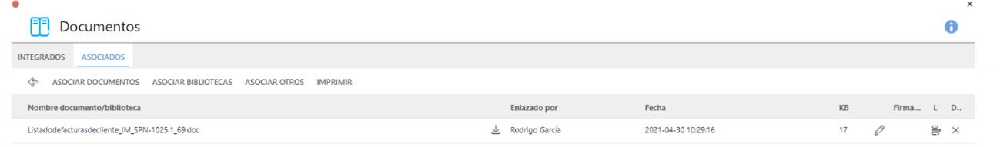 x
Documentos
INTEGRADOS ASOCIADOS
ASOCIAR DOCUMENTOS ASOCIAR BIBLIOTECAS ASOCIAR OTROS IMPRIMIR
Nombre documento/biblioteca Enlazado por Fecha KB Firma... L D..
Listadodefacturasdecliente_IM_SPN-1025.1_69.doc Rodrigo García 2021-04-30 10:29:16 17